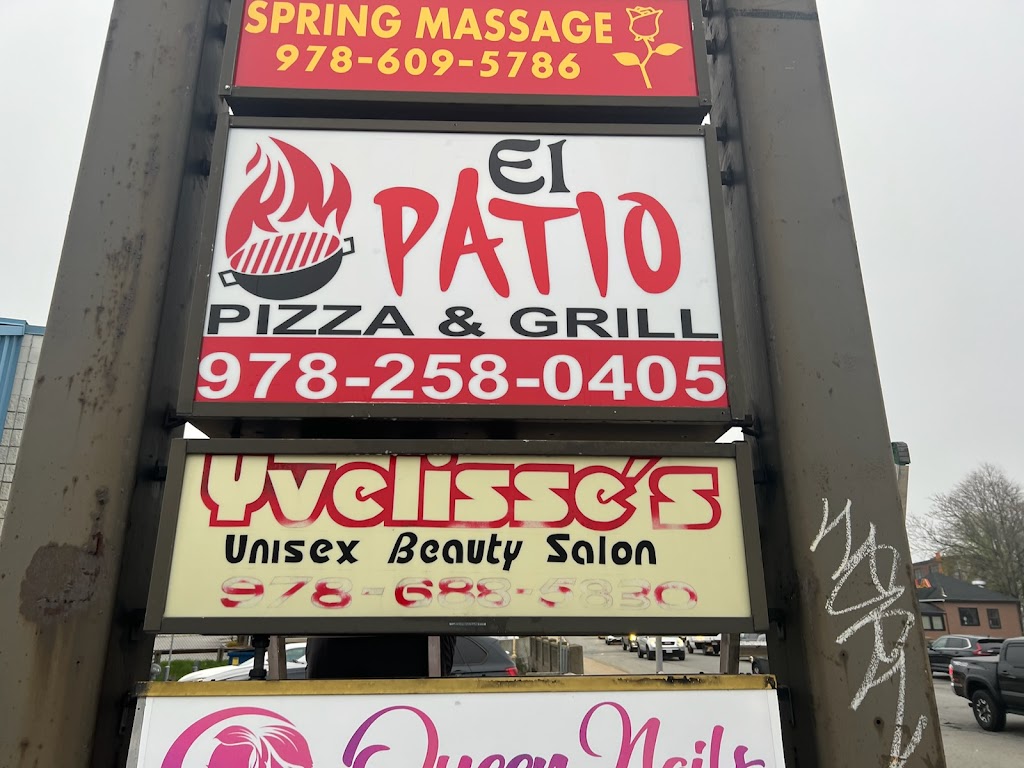 SPRING MASSAGE
978-609-5786
RM
El
PATIO
PIZZA & GRILL
978-258-0405
Yvelisse's
Unisex Beauty Salon
978-688-5830
Queen Nails